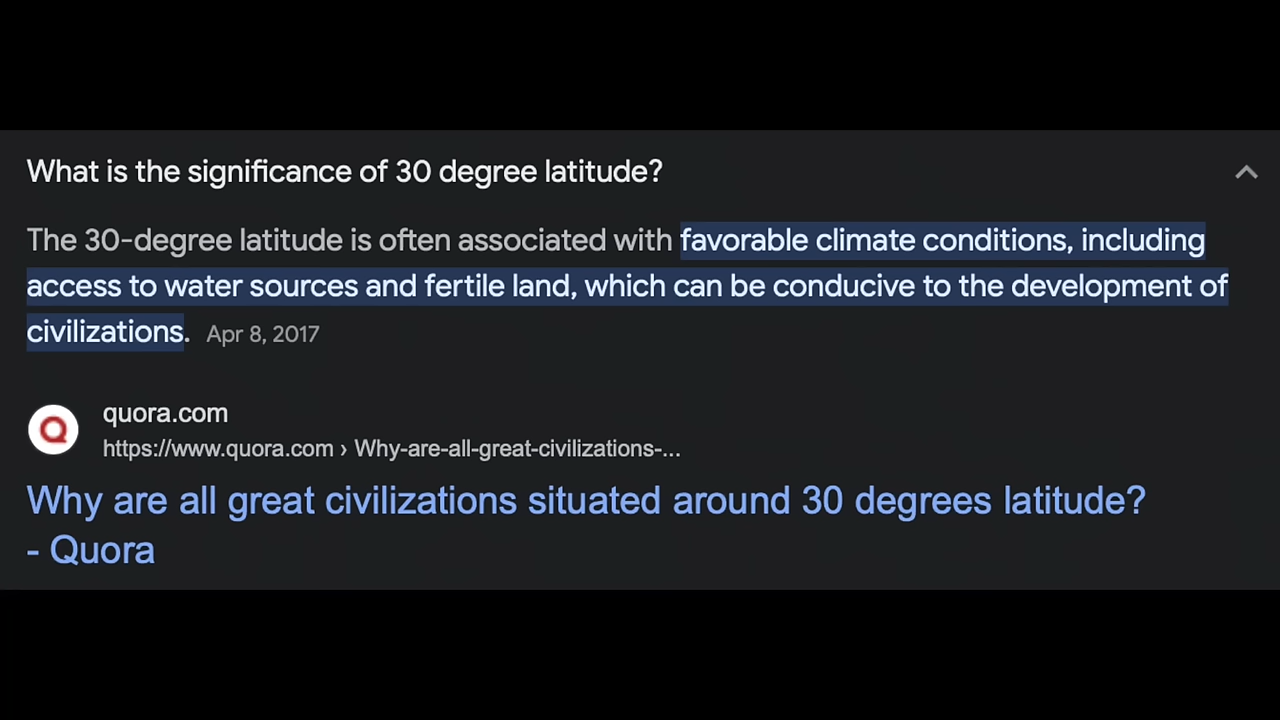 What is the significance of 30 degree latitude?
The 30-degree latitude is often associated with favorable climate conditions, including
access to water sources and fertile land, which can be conducive to the development of
civilizations. Apr 8, 2017
quora.com
https://www.quora.com › Why-are-all-great-civilizations-...
Why are all great civilizations situated around 30 degrees latitude?
- Quora